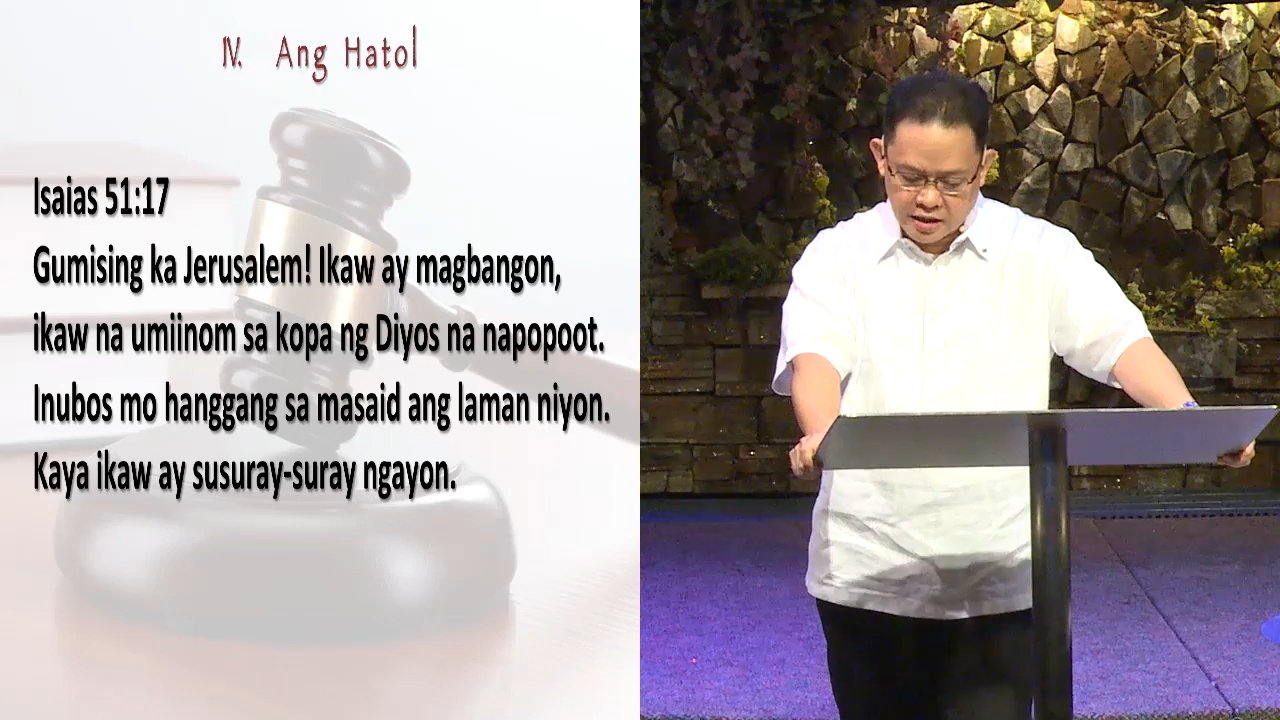 IV. Ang Hatol
Isaias 51:17
Gumising ka Jerusalem! Ikaw ay magbangon,
ikaw na umiinom sa kopa ng Diyos na napopoot.
Inubos mo hanggang sa masaid ang laman niyon.
Kaya ikaw ay susuray-suray ngayon.